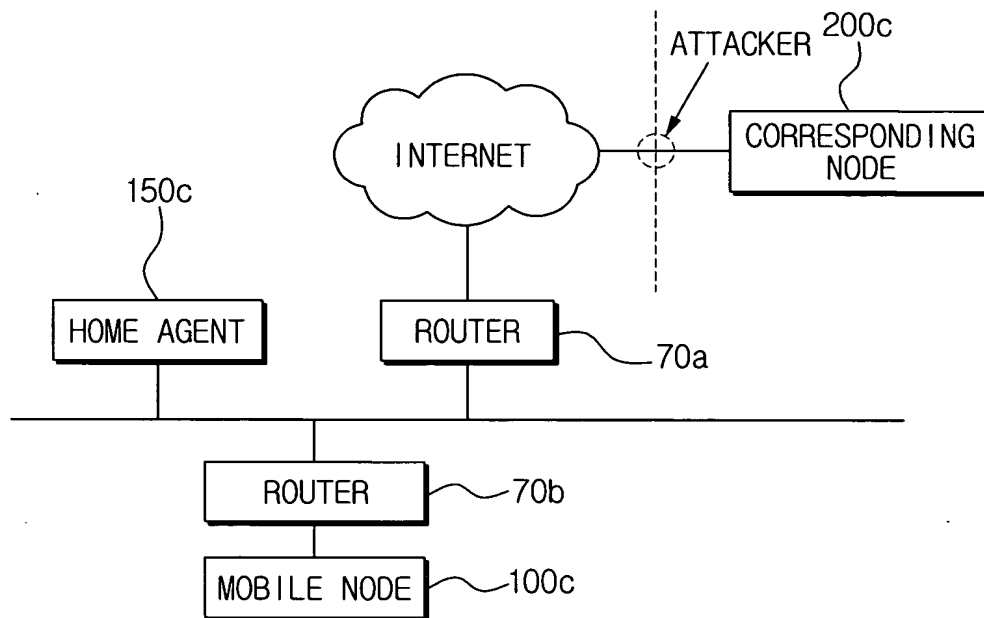 200c
ATTACKER
INTERNET
CORRESPONDING
NODE
150c
HOME AGENT
ROUTER
70a
ROUTER
70b
MOBILE NODE
100c